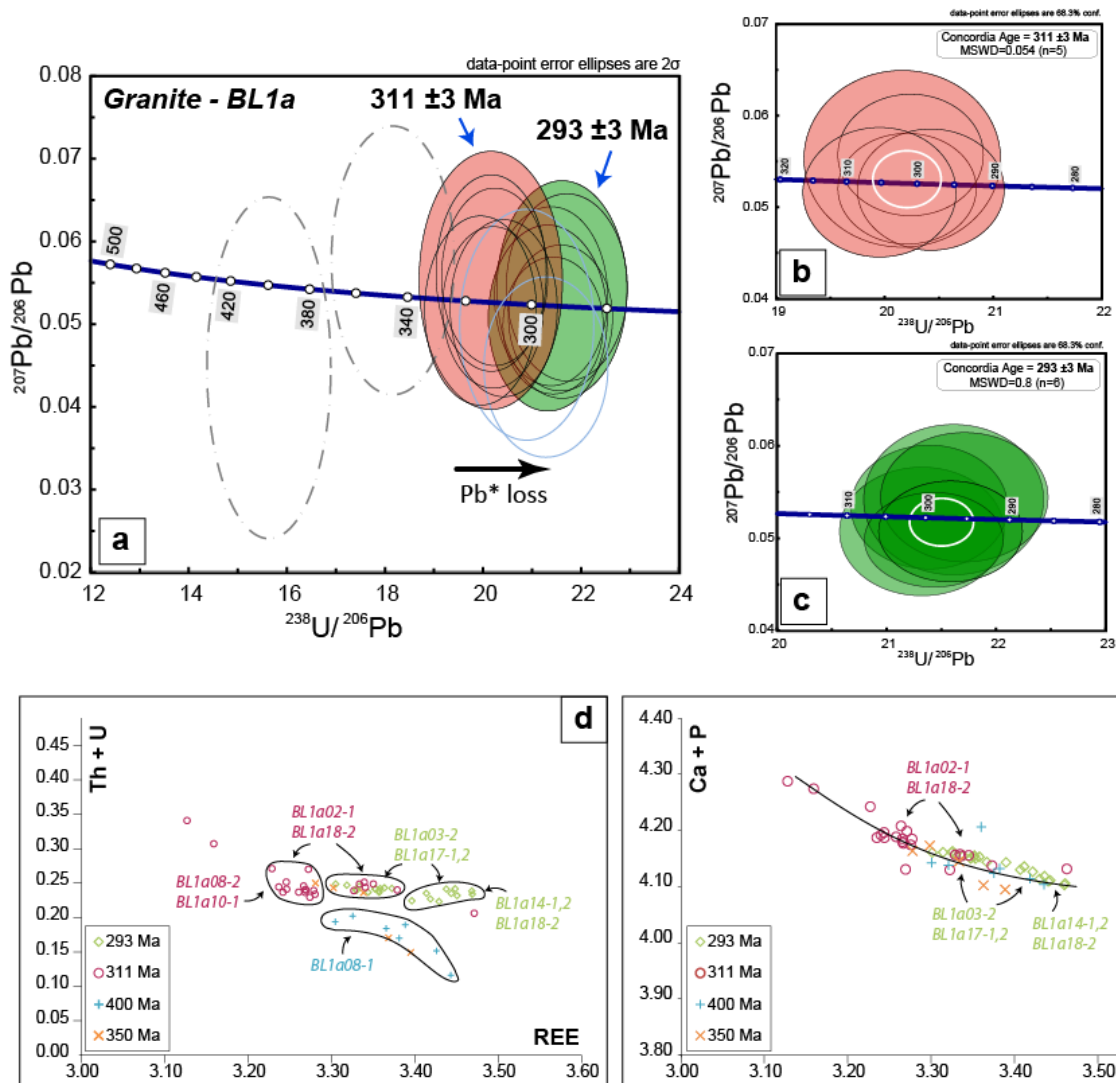 data-point error ellipses are 2σ
Granite - BL1a
311 ±3 Ma
293 ±3 Ma
0.08
0.07
0.06
0.05
0.04
0.03
0.02
207Pb/206Pb
500
460
420
380
340
300
Pb* loss
a
12 14 16 18 20 22 24
238U/206Pb
data-point error ellipses are 68.3% conf.
Concordia Age = 311 ±3 Ma
MSWD=0.054 (n=5)
0.07
0.06
0.05
0.04
207Pb/206Pb
320
310
300
290
280
b
19 20 21 22
238U/206Pb
data-point error ellipses are 68.3% conf.
Concordia Age = 293 ±3 Ma
MSWD=0.8 (n=6)
0.07
0.06
0.05
0.04
207Pb/206Pb
310
300
290
280
c
20 21 22 23
238U/206Pb
d
Th + U
0.45
0.40
0.35
0.30
0.25
0.20
0.15
0.10
0.05
0.00
BL1a02-1
BL1a18-2
BL1a03-2
BL1a17-1,2
BL1a08-2
BL1a10-1
BL1a14-1,2
BL1a18-2
BL1a08-1
293 Ma
311 Ma
400 Ma
350 Ma
REE
3.00 3.10 3.20 3.30 3.40 3.50 3.60
Ca + P
4.40
4.30
4.20
4.10
4.00
3.90
3.80
BL1a02-1
BL1a18-2
BL1a03-2
BL1a17-1,2
BL1a14-1,2
BL1a18-2
293 Ma
311 Ma
400 Ma
350 Ma
3.00 3.10 3.20 3.30 3.40 3.50